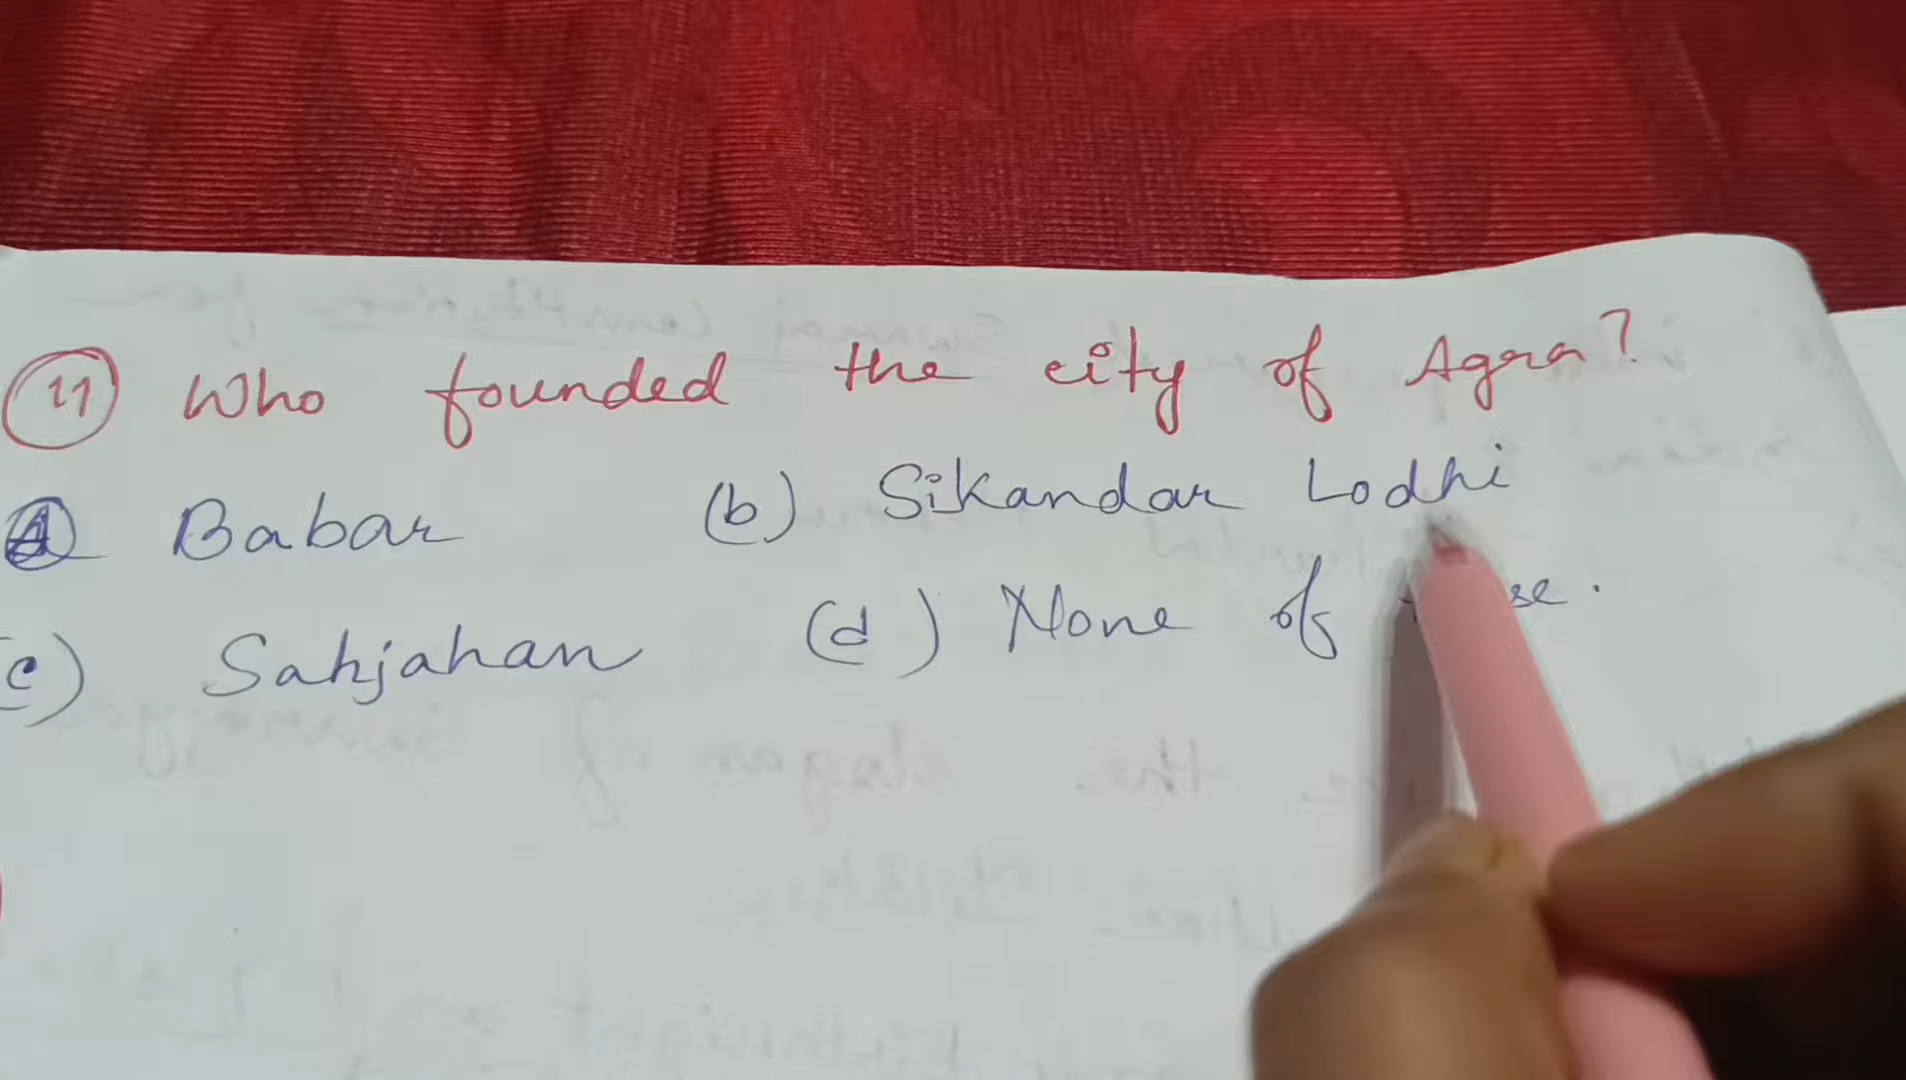 11 Who founded the city of Agra?
a Babar (b) Sikandar Lodhi
c) Sahjahan (d) None of